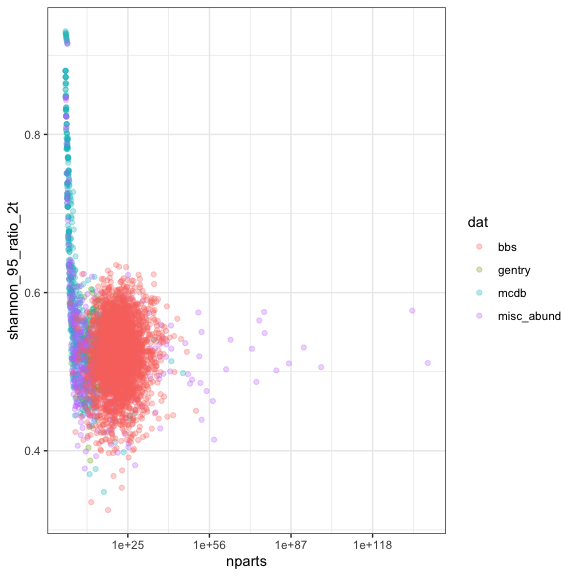 shannon_95_ratio_2t
0.8
0.6
0.4
1e+25 1e+56 1e+87 1e+118
nparts
dat
bbs
gentry
mcdb
misc_abund